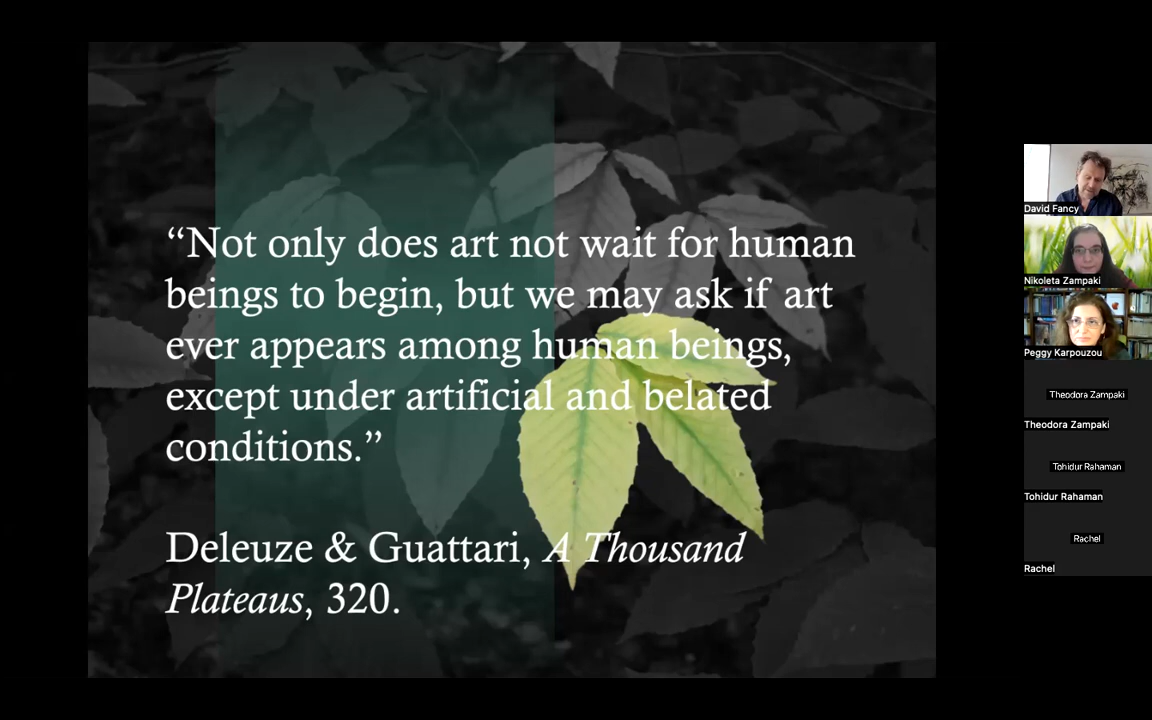 “Not only does art not wait for human
beings to begin, but we may ask if art
ever appears among human beings,
except under artificial and belated
conditions.”
Deleuze & Guattari, A Thousand
Plateaus, 320.
David Fancy
Nikoleta Zampaki
Peggy Karpouzou
Theodora Zampaki
Theodora Zampaki
Tohidur Rahaman
Tohidur Rahaman
Rachel
Rachel